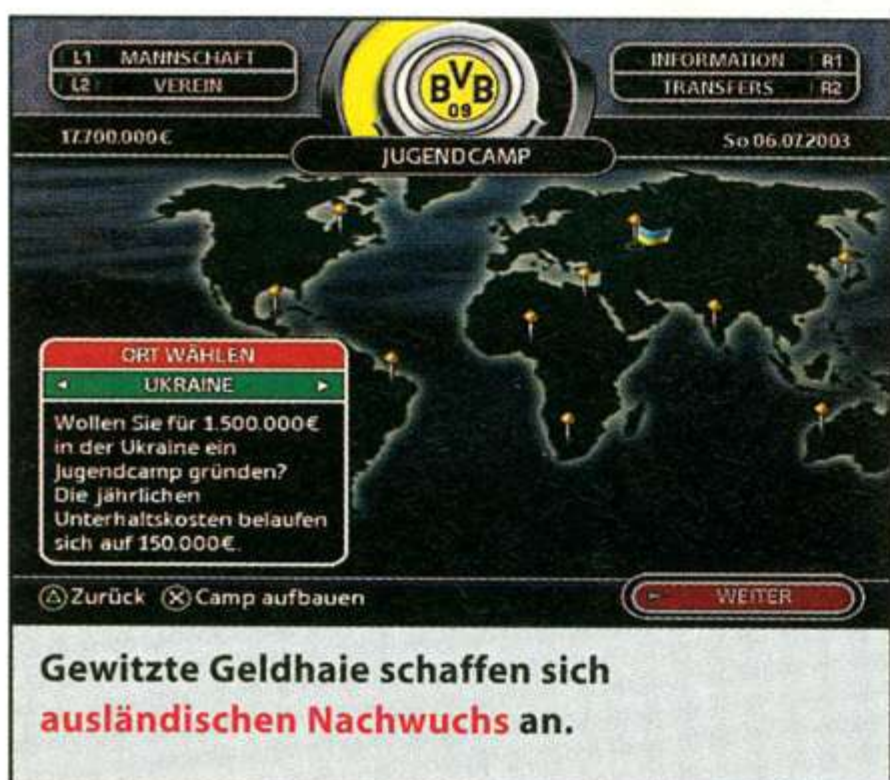 L1 MANNSCHAFT
L2 VEREIN
BVB
09
INFORMATION R1
TRANSFERS R2
17.700.000€
JUGENDCAMP
So 06.07.2003
ORT WÄHLEN
UKRAINE
Wollen Sie für 1.500.000€
in der Ukraine ein
Jugendcamp gründen?
Die jährlichen
Unterhaltskosten belaufen
sich auf 150.000€.
Zurück Camp aufbauen
WEITER
Gewitzte Geldhaie schaffen sich
ausländischen Nachwuchs an.